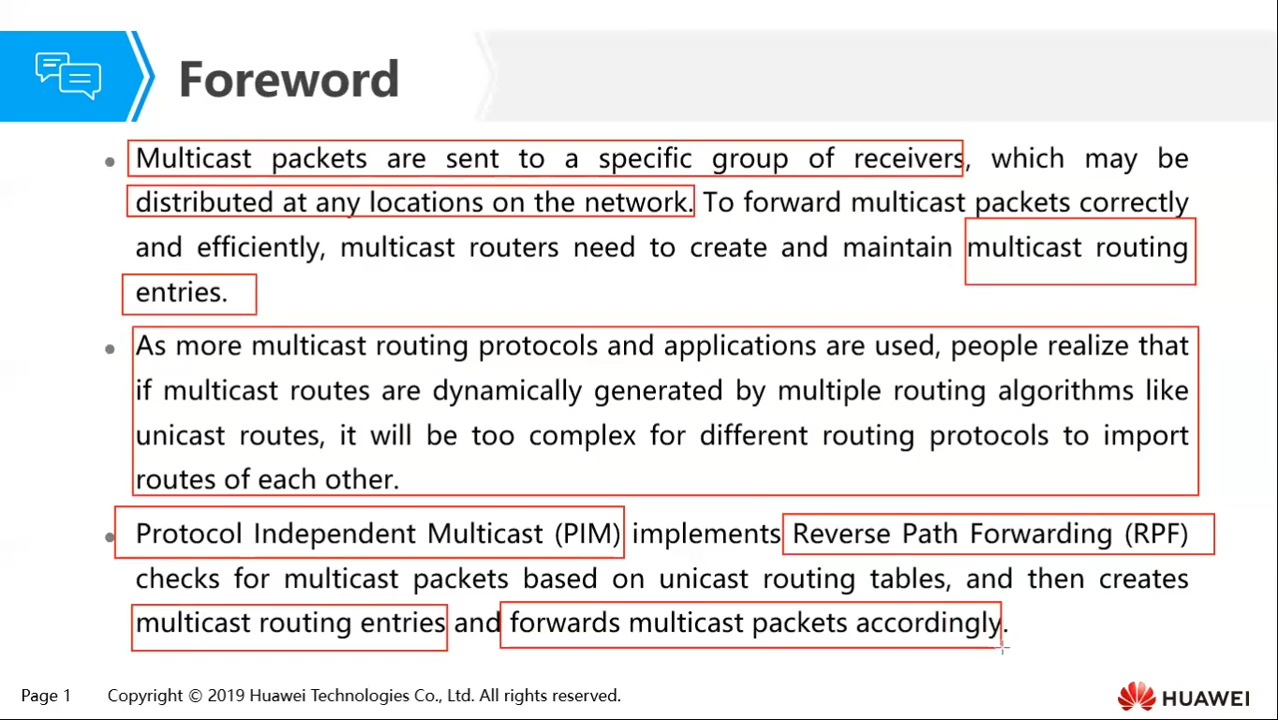 Foreword
Multicast packets are sent to a specific group of receivers, which may be
distributed at any locations on the network. To forward multicast packets correctly
and efficiently, multicast routers need to create and maintain multicast routing
entries.
As more multicast routing protocols and applications are used, people realize that
if multicast routes are dynamically generated by multiple routing algorithms like
unicast routes, it will be too complex for different routing protocols to import
routes of each other.
Protocol Independent Multicast (PIM) implements Reverse Path Forwarding (RPF)
checks for multicast packets based on unicast routing tables, and then creates
multicast routing entries and forwards multicast packets accordingly.
Page 1 Copyright © 2019 Huawei Technologies Co., Ltd. All rights reserved.
HUAWEI